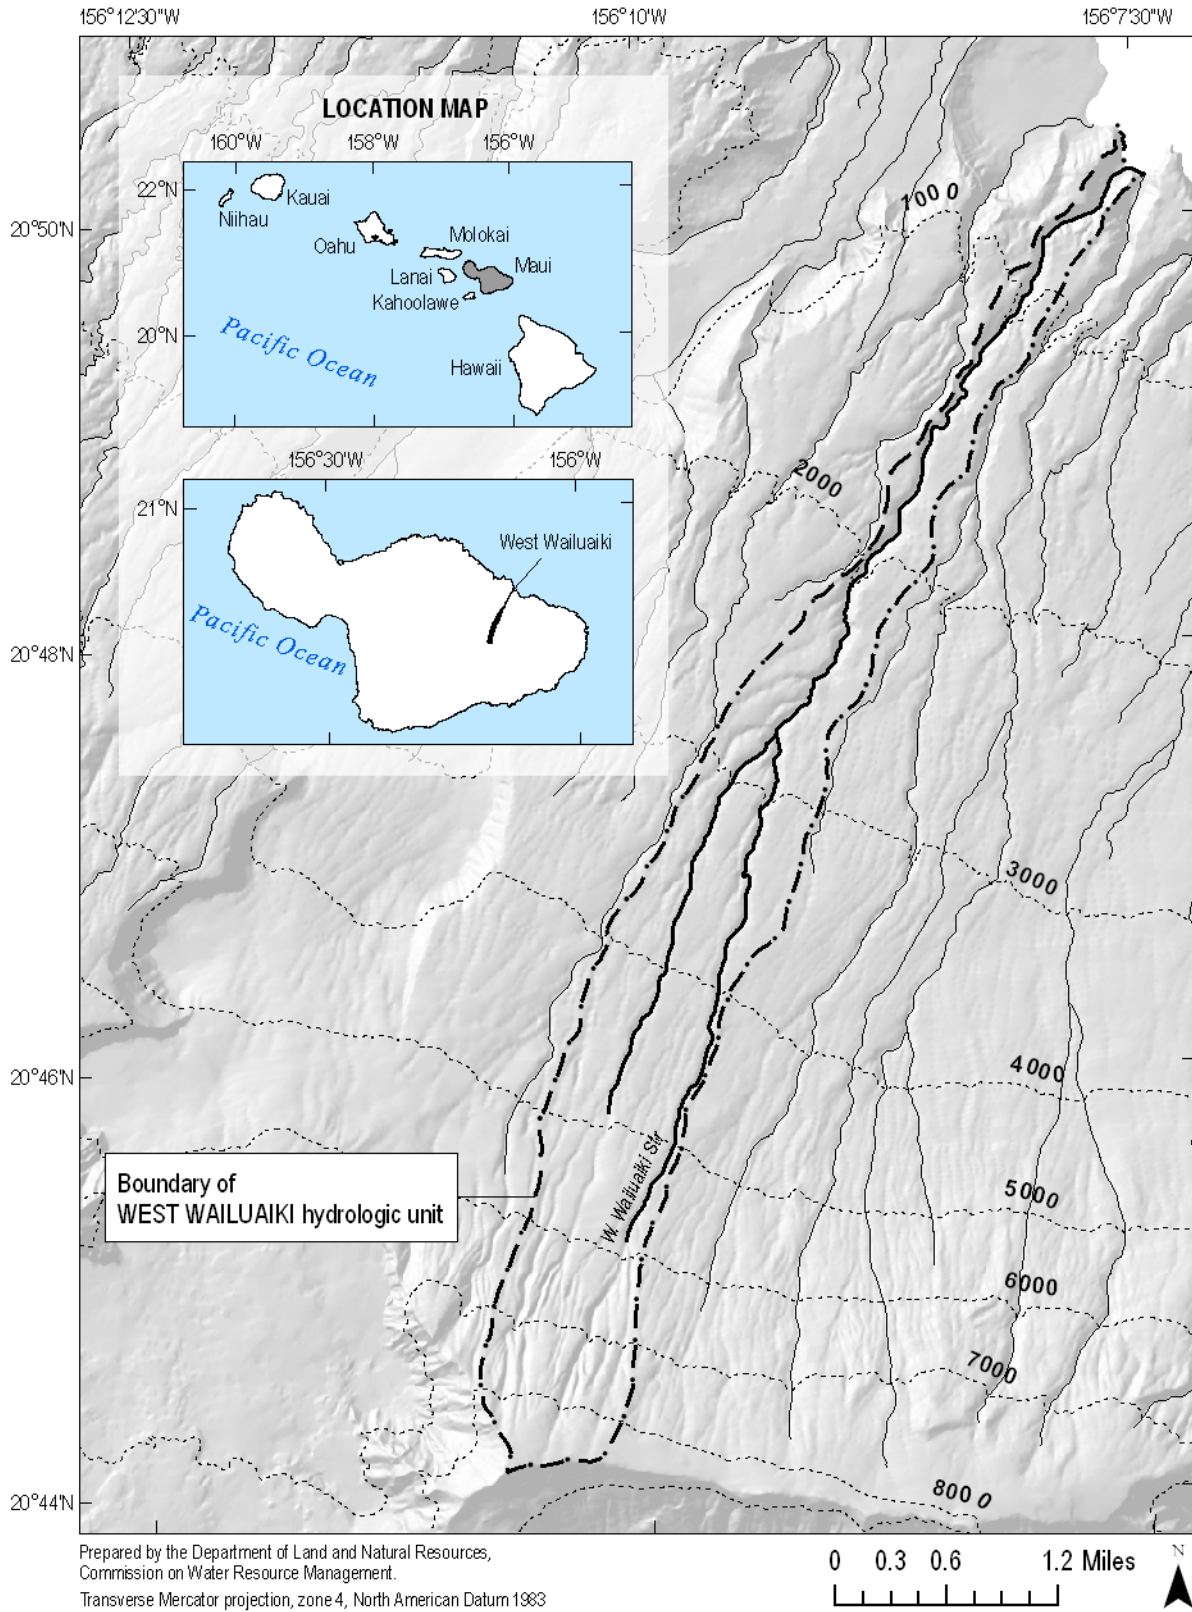 156°12'30"W 156°10'W 156°7'30"W
LOCATION MAP
160°W 158°W 156°W
22°N
Kauai
Niihau
20°50'N
Oahu
Molokai
Lanai
Maui
Kahoolawe
20°N
Pacific Ocean
Hawaii
1000
156°30'W 156°W
2000
21°N
West Wailuaiki
Pacific Ocean
20°48'N
3000
4000
20°46'N
W. Wailuaiki Str
Boundary of
WEST WAILUAIKI hydrologic unit
5000
6000
7000
8000
20°44'N
Prepared by the Department of Land and Natural Resources,
Commission on Water Resource Management.
Transverse Mercator projection, zone 4, North American Datum 1983
0 0.3 0.6 1.2 Miles
N